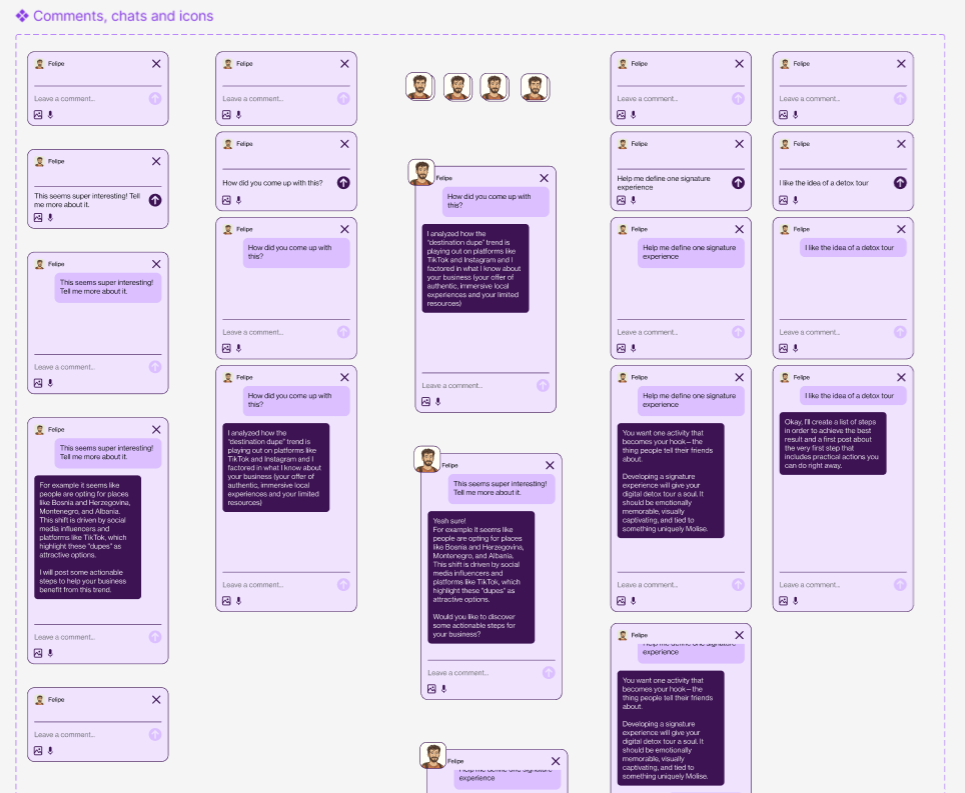 Comments, chats and icons
Felipe
Leave a comment...
Felipe
This seems super interesting! Tell
me more about it.
Felipe
This seems super interesting!
Tell me more about it.
Leave a comment...
Felipe
This seems super interesting!
Tell me more about it.
For example it seems like
people are opting for places
like Bosnia and Herzegovina,
Montenegro, and Albania.
This shift is driven by social
media influencers and
platforms like TikTok, which
highlight these "dupes" as
attractive options.
I will post some actionable
steps to help your business
benefit from this trend.
Leave a comment...
Felipe
Leave a comment...
Felipe
Leave a comment...
Felipe
How did you come up with this?
Felipe
How did you come up with
this?
Leave a comment...
Felipe
How did you come up with
this?
I analyzed how the
"destination dupe" trend is
playing out on platforms like
TikTok and Instagram and I
factored in what I know about
your business (your offer of
authentic, immersive local
experiences and your limited
resources)
Leave a comment...
Felipe
How did you come up with
this?
I analyzed how the
"destination dupe" trend is
playing out on platforms like
TikTok and Instagram and I
factored in what I know about
your business (your offer of
authentic, immersive local
experiences and your limited
resources)
Leave a comment...
Felipe
This seems super interesting!
Tell me more about it.
Yeah sure!
For example it seems like
people are opting for places
like Bosnia and Herzegovina,
Montenegro, and Albania.
This shift is driven by social
media influencers and
platforms like TikTok, which
highlight these "dupes" as
attractive options.
Would you like to discover
some actionable steps for
your business?
Leave a comment...
Felipe
Help me define one signature
experience
Felipe
Leave a comment...
Felipe
Help me define one signature
experience
Felipe
Help me define one signature
experience
Leave a comment...
Felipe
Help me define one signature
experience
You want one activity that
becomes your hook—the
thing people tell their friends
about.
Developing a signature
experience will give your
digital detox tour a soul. It
should be emotionally
memorable, visually
captivating, and tied to
something uniquely Molise.
Leave a comment...
Felipe
Help me define one signature
experience
You want one activity that
becomes your hook—the
thing people tell their friends
about.
Developing a signature
experience will give your
digital detox tour a soul. It
should be emotionally
memorable, visually
captivating, and tied to
something uniquely Molise.
Felipe
Leave a comment...
Felipe
I like the idea of a detox tour
Felipe
I like the idea of a detox tour
Leave a comment...
Felipe
I like the idea of a detox tour
Okay, I'll create a list of steps
in order to achieve the best
result and a first post about
the very first step that
includes practical actions you
can do right away.
Leave a comment...